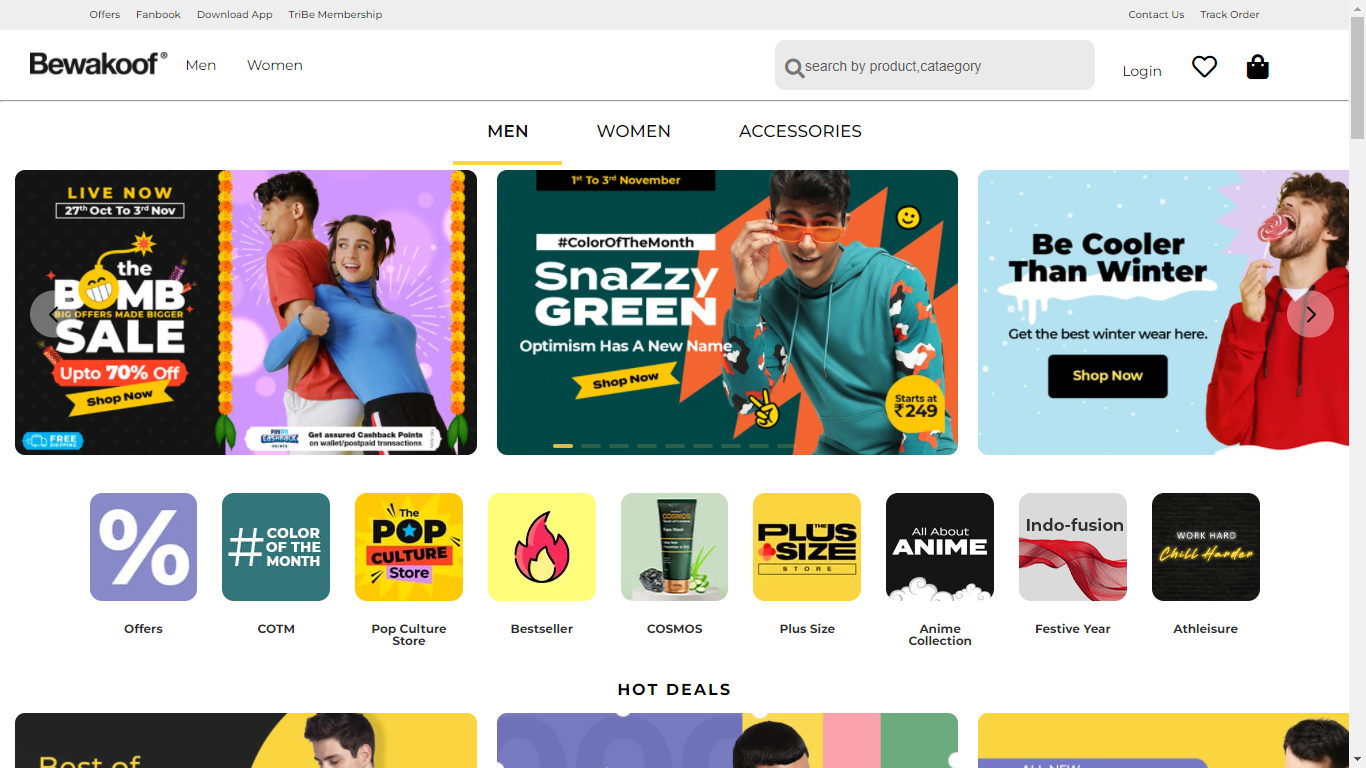 Offers Fanbook Download App TriBe Membership Contact Us Track Order
Bewakoof® Men Women search by product,cataegory Login
MEN WOMEN ACCESSORIES
LIVE NOW
27th Oct To 3rd Nov
the
BOMB
BIG OFFERS MADE BIGGER
SALE
Upto 70% Off
Shop Now
FREE
SHIPPING
PAYTM
CASHBACK
POINTS
Get assured Cashback Points
on wallet/postpaid transactions
1st To 3rd November
#ColorOfTheMonth
SnaZzy
GREEN
Optimism Has A New Name
Shop Now
Starts at
₹249
Be Cooler
Than Winter
Get the best winter wear here.
Shop Now
%
# COLOR
OF THE
MONTH
The
POP
CULTURE
Store
COSMOS
Face Wash
THE
PLUS
SIZE
STORE
All About
ANIME
Indo-fusion
WORK HARD
Chill Harder
Offers COTM Pop Culture Bestseller COSMOS Plus Size Anime Festive Year Athleisure
Store Collection
HOT DEALS
Best of
ALL NEW